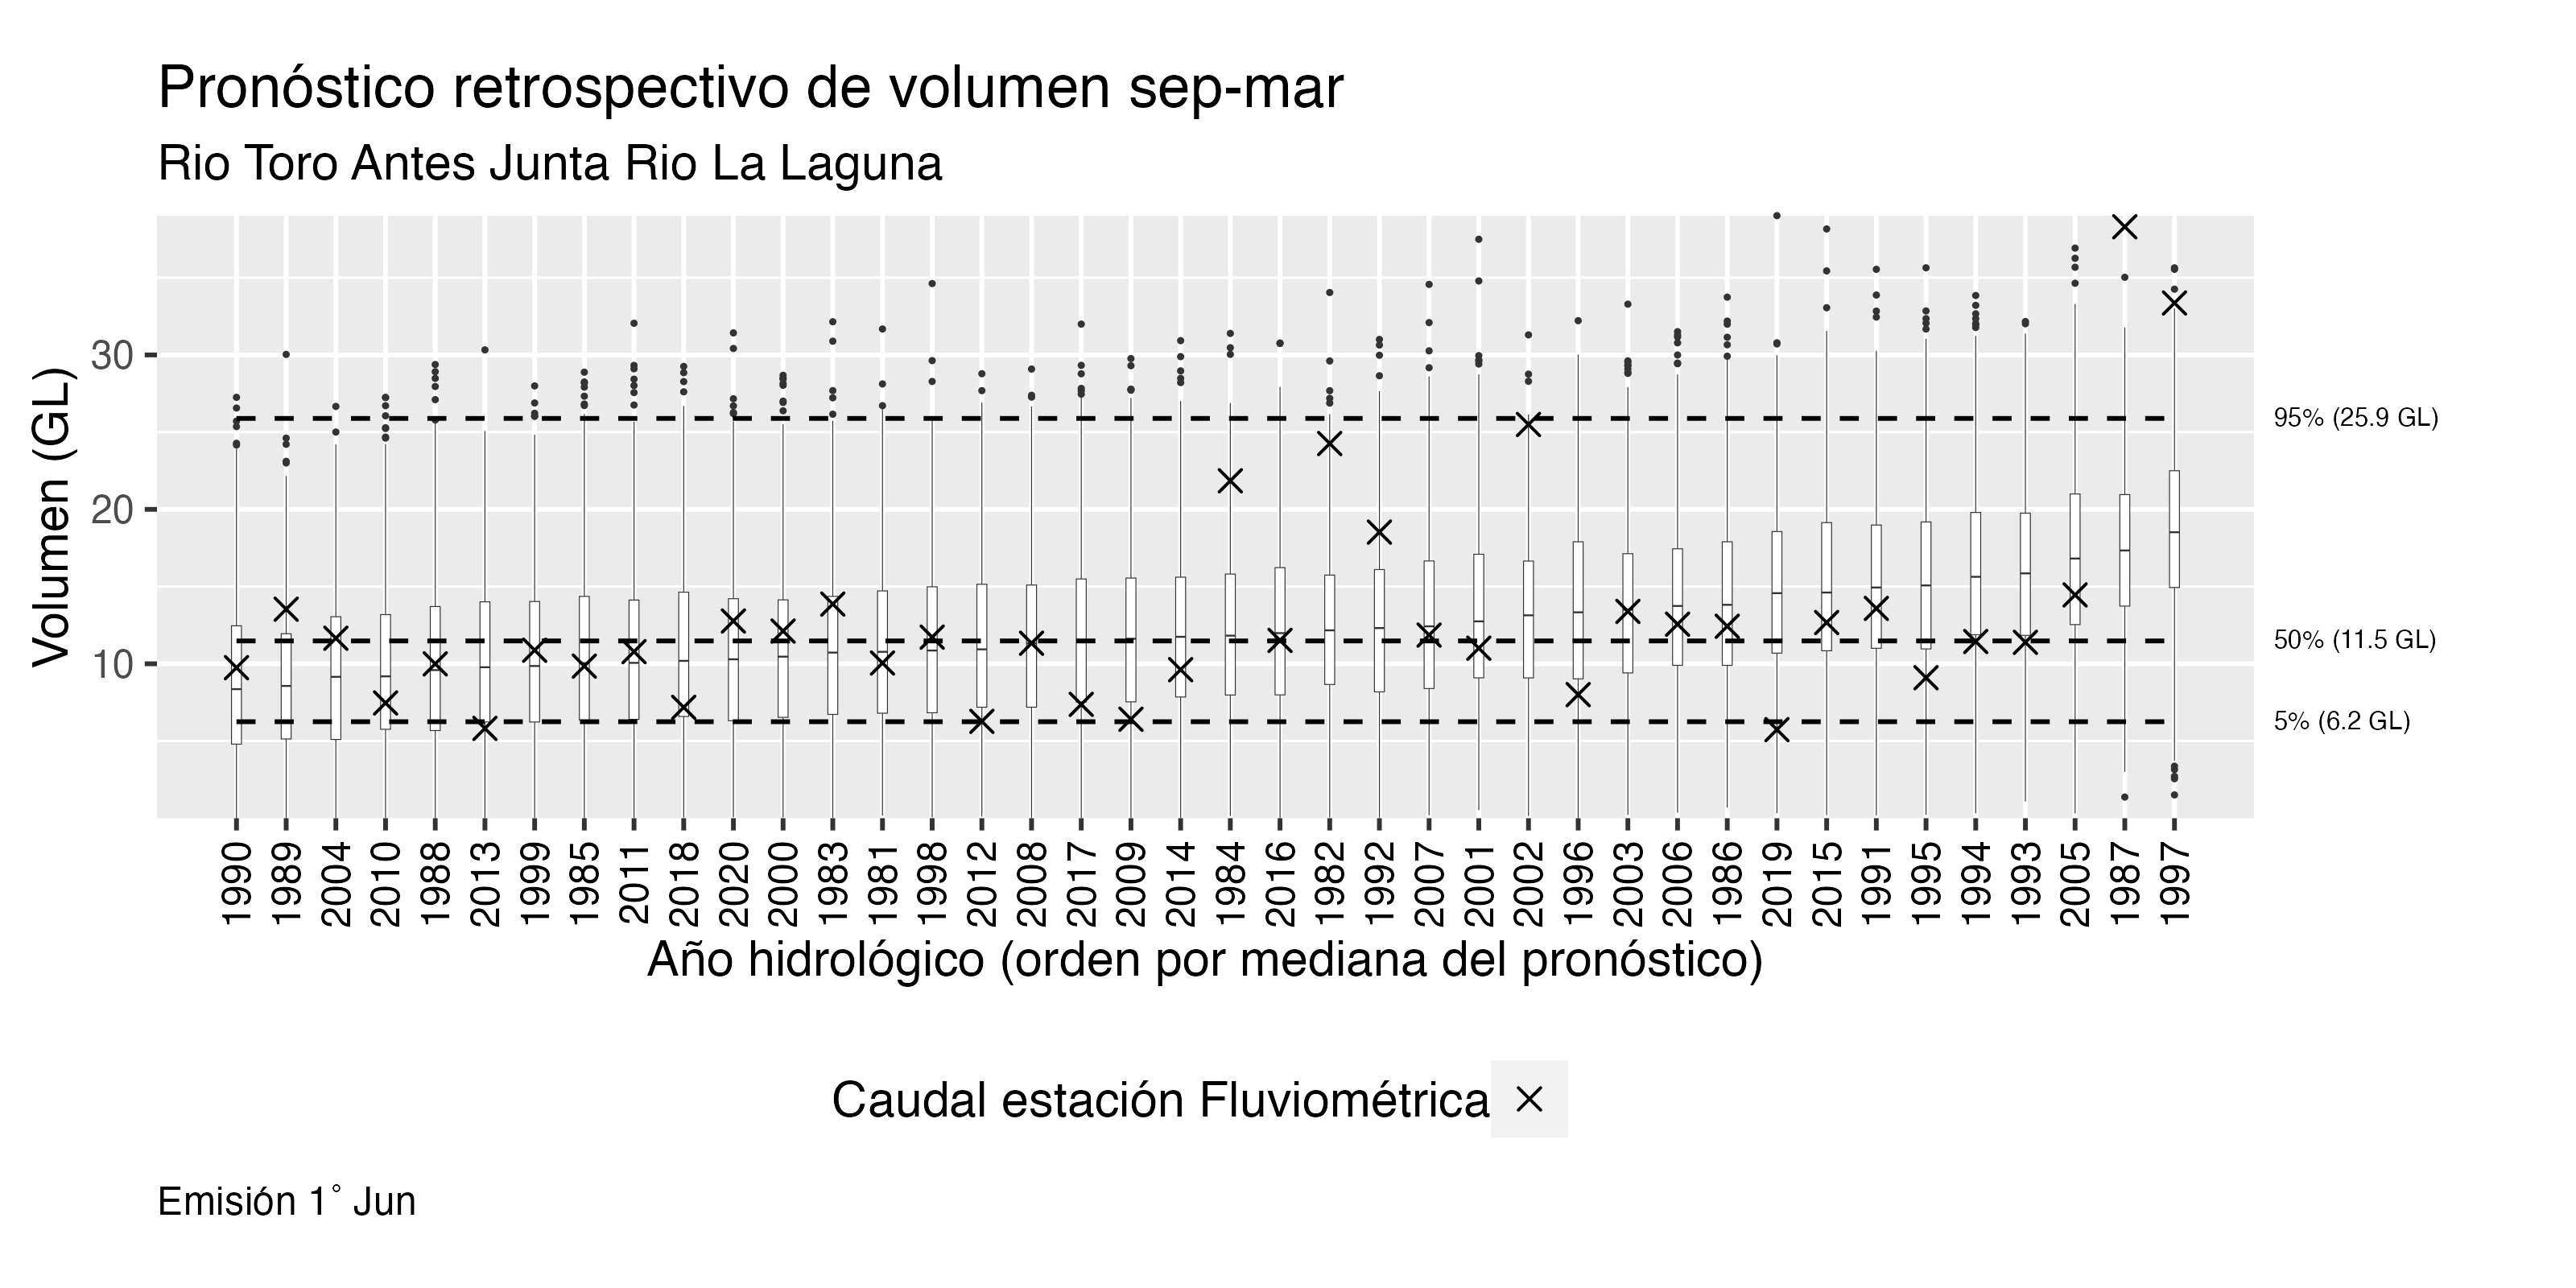 Pronóstico retrospectivo de volumen sep-mar
Rio Toro Antes Junta Rio La Laguna
Volumen (GL)
30
20
10
95% (25.9 GL)
50% (11.5 GL)
5% (6.2 GL)
1990 1989 2004 2010 1988 2013 1999 1985 2011 2018 2020 2000 1983 1981 1998 2012 2008 2017 2009 2014 1984 2016 1982 1992 2007 2001 2002 1996 2003 2006 1986 2019 2015 1991 1995 1994 1993 2005 1987 1997
Año hidrológico (orden por mediana del pronóstico)
Caudal estación Fluviométrica
Emisión 1° Jun